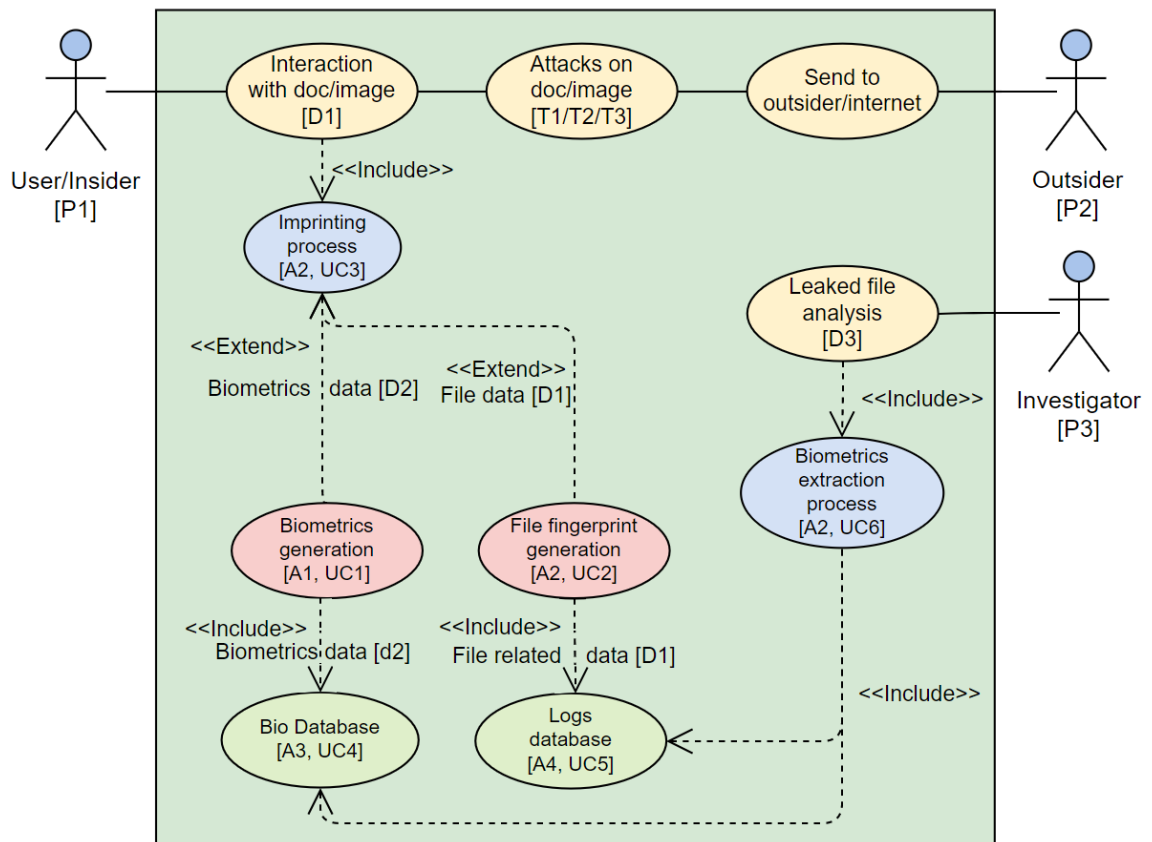 Interaction
with doc/image
[D1]
Attacks on
doc/image
[T1/T2/T3]
Send to
outsider/internet
User/Insider
[P1]
Outsider
[P2]
<<Include>>
Imprinting
process
[A2, UC3]
Leaked file
analysis
[D3]
Investigator
[P3]
<<Extend>>
Biometrics data [D2]
<<Extend>>
File data [D1]
<<Include>>
Biometrics
extraction
process
[A2, UC6]
Biometrics
generation
[A1, UC1]
File fingerprint
generation
[A2, UC2]
<<Include>>
Biometrics data [d2]
<<Include>>
File related data [D1]
<<Include>>
Bio Database
[A3, UC4]
Logs
database
[A4, UC5]